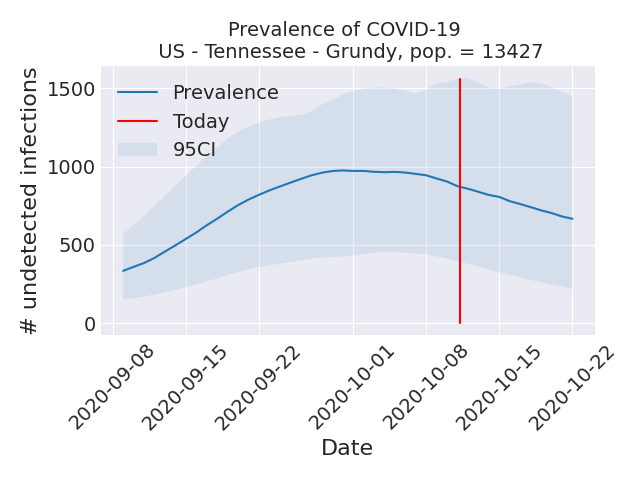 Prevalence of COVID-19
US - Tennessee - Grundy, pop. = 13427
# undetected infections
1500
1000
500
0
Prevalence
Today
95CI
2020-09-08
2020-09-15
2020-09-22
2020-10-01
2020-10-08
2020-10-15
2020-10-22
Date